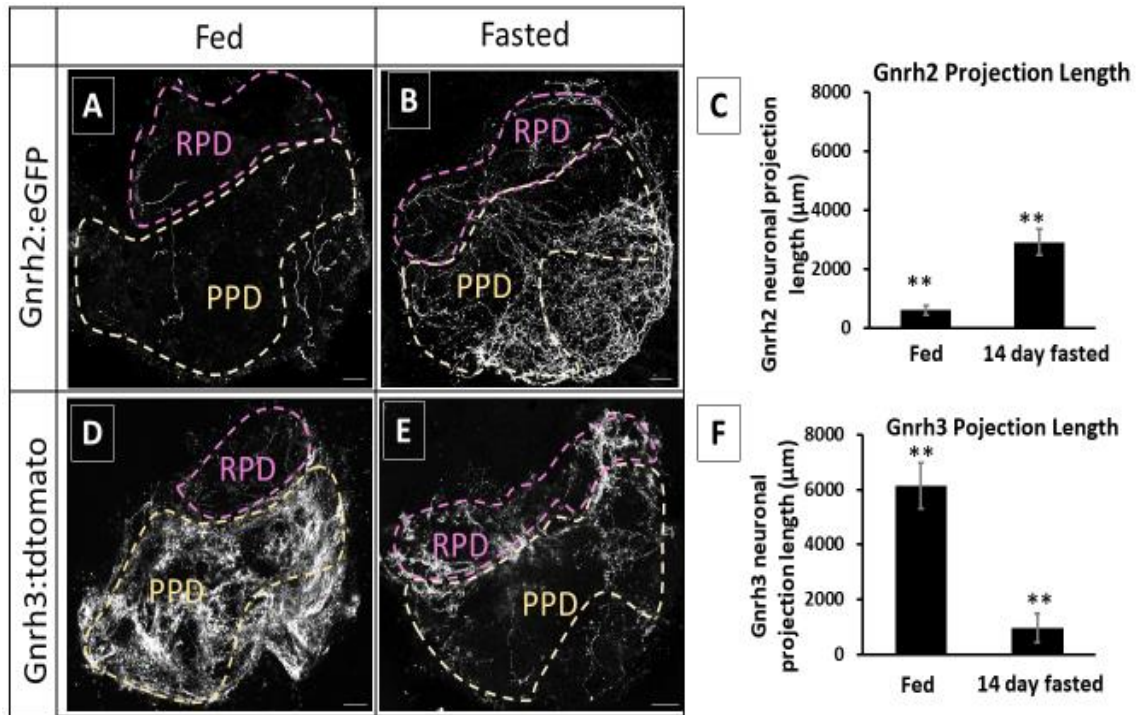 Fed
Fasted
Gnrh2:eGFP
A
RPD
PPD
B
RPD
PPD
C
Gnrh2 Projection Length
Gnrh2 neuronal projection
length (µm)
8000
6000
4000
2000
0
**
**
Fed
14 day fasted
Gnrh3:tdtomato
D
RPD
PPD
E
RPD
PPD
F
Gnrh3 Pojection Length
Gnrh3 neuronal
projection length (µm)
8000
6000
4000
2000
0
**
**
Fed
14 day fasted